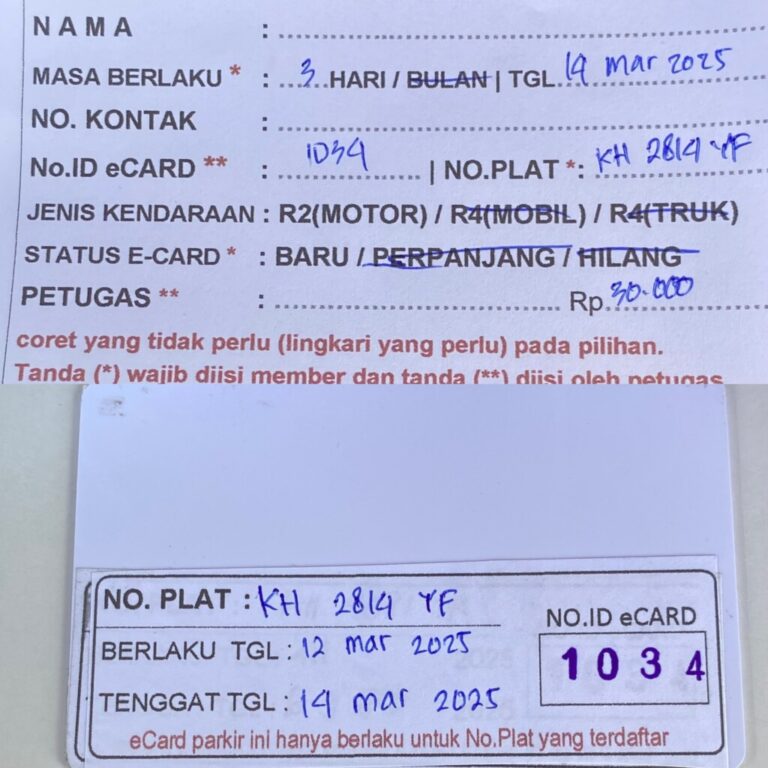 NAMA : 
MASA BERLAKU * : 3 HARI / BULAN | TGL 14 mar 2025
NO. KONTAK :
No.ID eCARD ** : 1034 | NO.PLAT *: KH 2814 YF
JENIS KENDARAAN : R2(MOTOR) / R4(MOBIL) / R4(TRUK)
STATUS E-CARD * : BARU / PERPANJANG / HILANG
PETUGAS ** : Rp 30.000
coret yang tidak perlu (lingkari yang perlu) pada pilihan.
Tanda (*) wajib diisi member dan tanda (**) diisi oleh petugas
NO. PLAT : KH 2814 YF
BERLAKU TGL : 12 mar 2025
TENGGAT TGL : 14 mar 2025
NO.ID eCARD
1034
eCard parkir ini hanya berlaku untuk No.Plat yang terdaftar